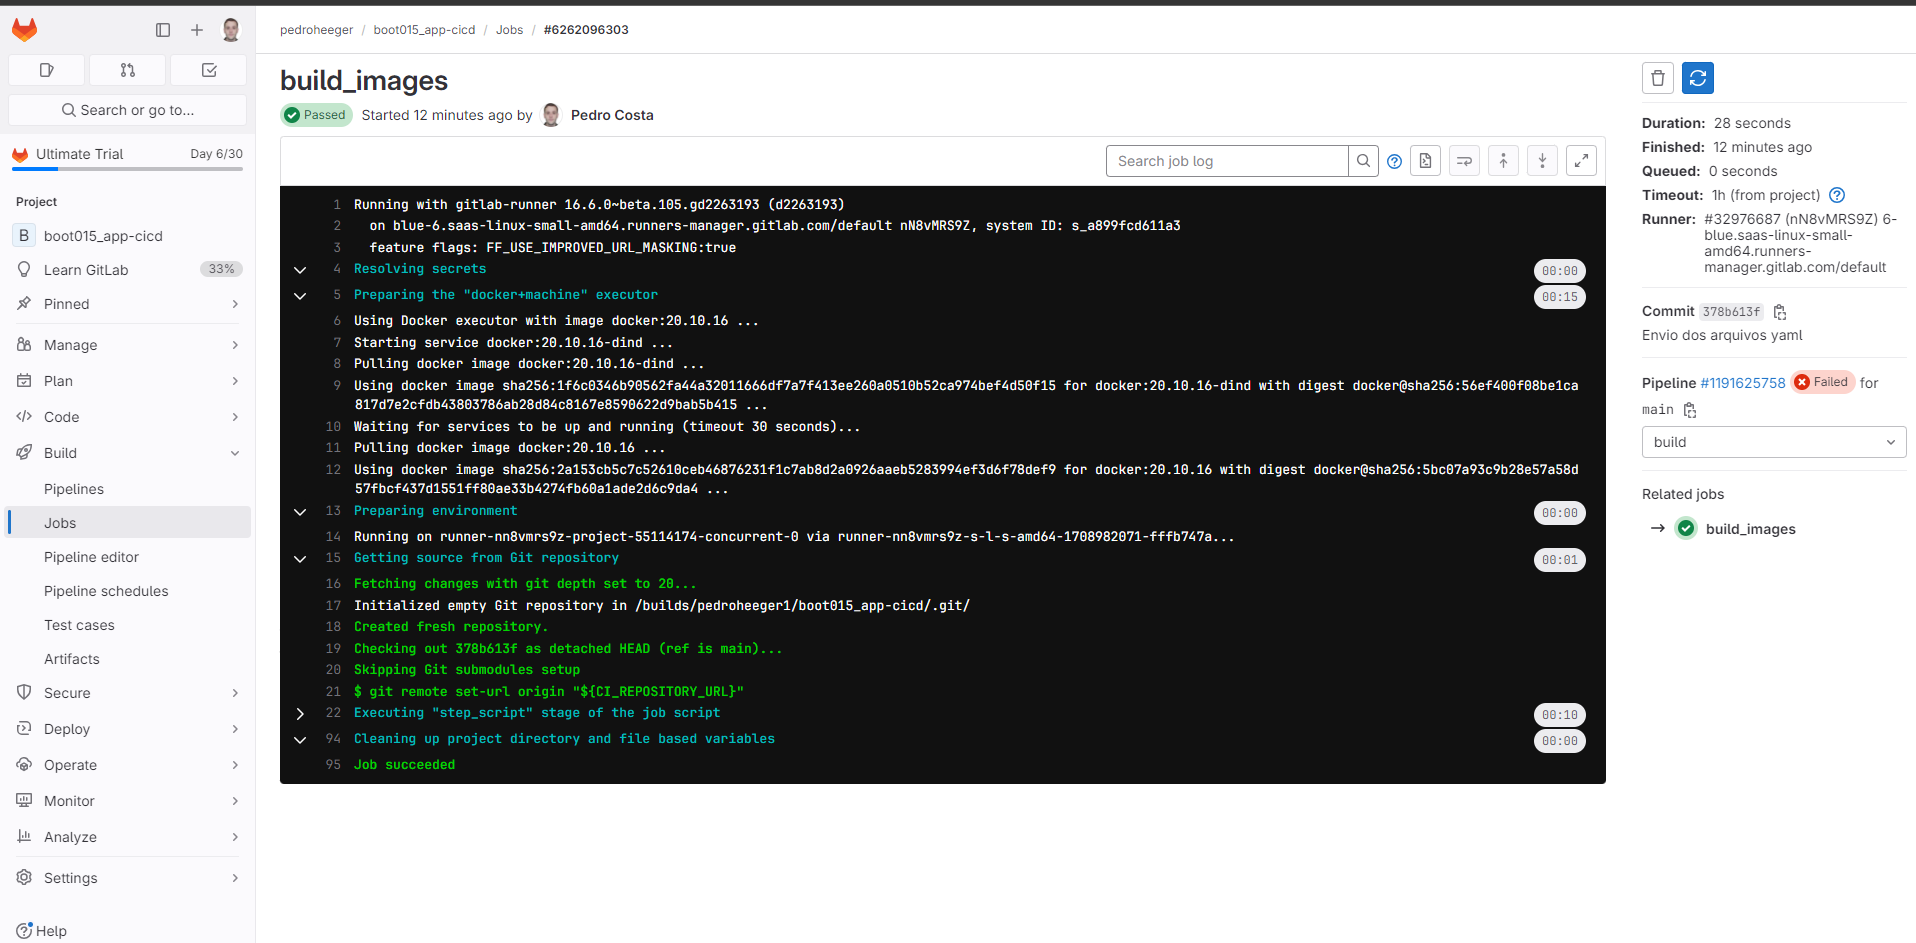 Search or go to...
Ultimate Trial
Day 6/30
Project
B
boot015_app-cicd
Learn GitLab
33%
Pinned
Manage
Plan
Code
Build
Pipelines
Jobs
Pipeline editor
Pipeline schedules
Test cases
Artifacts
Secure
Deploy
Operate
Monitor
Analyze
Settings
Help
pedroheeger / boot015_app-cicd / Jobs / #6262096303
build_images
Passed Started 12 minutes ago by Pedro Costa
Search job log
1 Running with gitlab-runner 16.6.0~beta.105.gd2263193 (d2263193)
2 on blue-6.saas-linux-small-amd64.runners-manager.gitlab.com/default nN8vMRS9Z, system ID: s_a899fcd611a3
3 feature flags: FF_USE_IMPROVED_URL_MASKING:true
4 Resolving secrets 00:00
5 Preparing the "docker+machine" executor 00:15
6 Using Docker executor with image docker:20.10.16 ...
7 Starting service docker:20.10.16-dind ...
8 Pulling docker image docker:20.10.16-dind ...
9 Using docker image sha256:1f6c0346b90562fa44a32011666df7a7f413ee260a0510b52ca974bef4d50f15 for docker:20.10.16-dind with digest docker@sha256:56ef400f08be1ca
817d7e2cfdb43803786ab28d84c8167e8590622d9bab5b415 ...
10 Waiting for services to be up and running (timeout 30 seconds)...
11 Pulling docker image docker:20.10.16 ...
12 Using docker image sha256:2a153cb5c7c52610ceb46876231f1c7ab8d2a0926aaeb5283994ef3d6f78def9 for docker:20.10.16 with digest docker@sha256:5bc07a93c9b28e57a58d
57fbcf437d1551ff80ae33b4274fb60a1ade2d6c9da4 ...
13 Preparing environment 00:00
14 Running on runner-nn8vmrs9z-project-55114174-concurrent-0 via runner-nn8vmrs9z-s-l-s-amd64-1708982071-fffb747a...
15 Getting source from Git repository 00:01
16 Fetching changes with git depth set to 20...
17 Initialized empty Git repository in /builds/pedroheeger1/boot015_app-cicd/.git/
18 Created fresh repository.
19 Checking out 378b613f as detached HEAD (ref is main)...
20 Skipping Git submodules setup
21 $ git remote set-url origin "${CI_REPOSITORY_URL}"
22 Executing "step_script" stage of the job script 00:10
94 Cleaning up project directory and file based variables 00:00
95 Job succeeded
Duration: 28 seconds
Finished: 12 minutes ago
Queued: 0 seconds
Timeout: 1h (from project)
Runner: #32976687 (nN8vMRS9Z) 6-
blue.saas-linux-small-
amd64.runners-
manager.gitlab.com/default
Commit 378b613f
Envio dos arquivos yaml
Pipeline #1191625758 Failed for
main
build
Related jobs
→ build_images